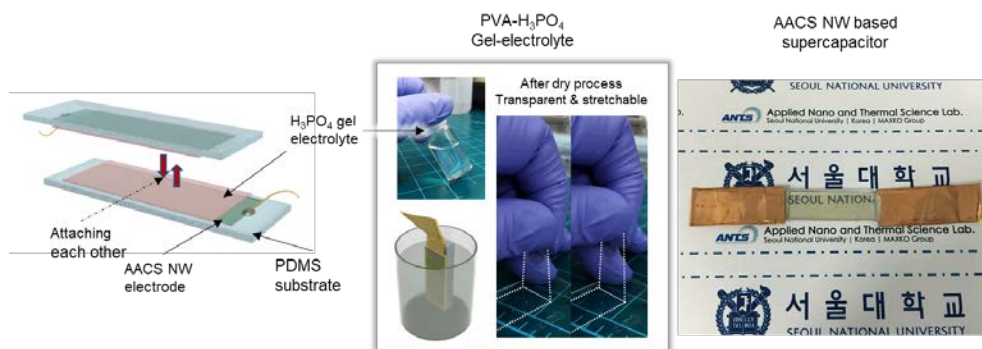 PVA-H₃PO₄
Gel-electrolyte
AACS NW based
supercapacitor
H₃PO₄ gel
electrolyte
Attaching
each other
AACS NW
electrode
PDMS
substrate
After dry process
Transparent & stretchable
SEOUL NATIONAL UNIVERSITY
ANTS Applied Nano and Thermal Science Lab.
Seoul National University | Korea | MAXKO Group
서울대학교
SEOUL NATIONAL
ANTS Applied Nano and Thermal Science Lab.
Seoul National University | Korea | MAXKO Group
서울대학교
SEOUL NATIONAL UNIVERSITY